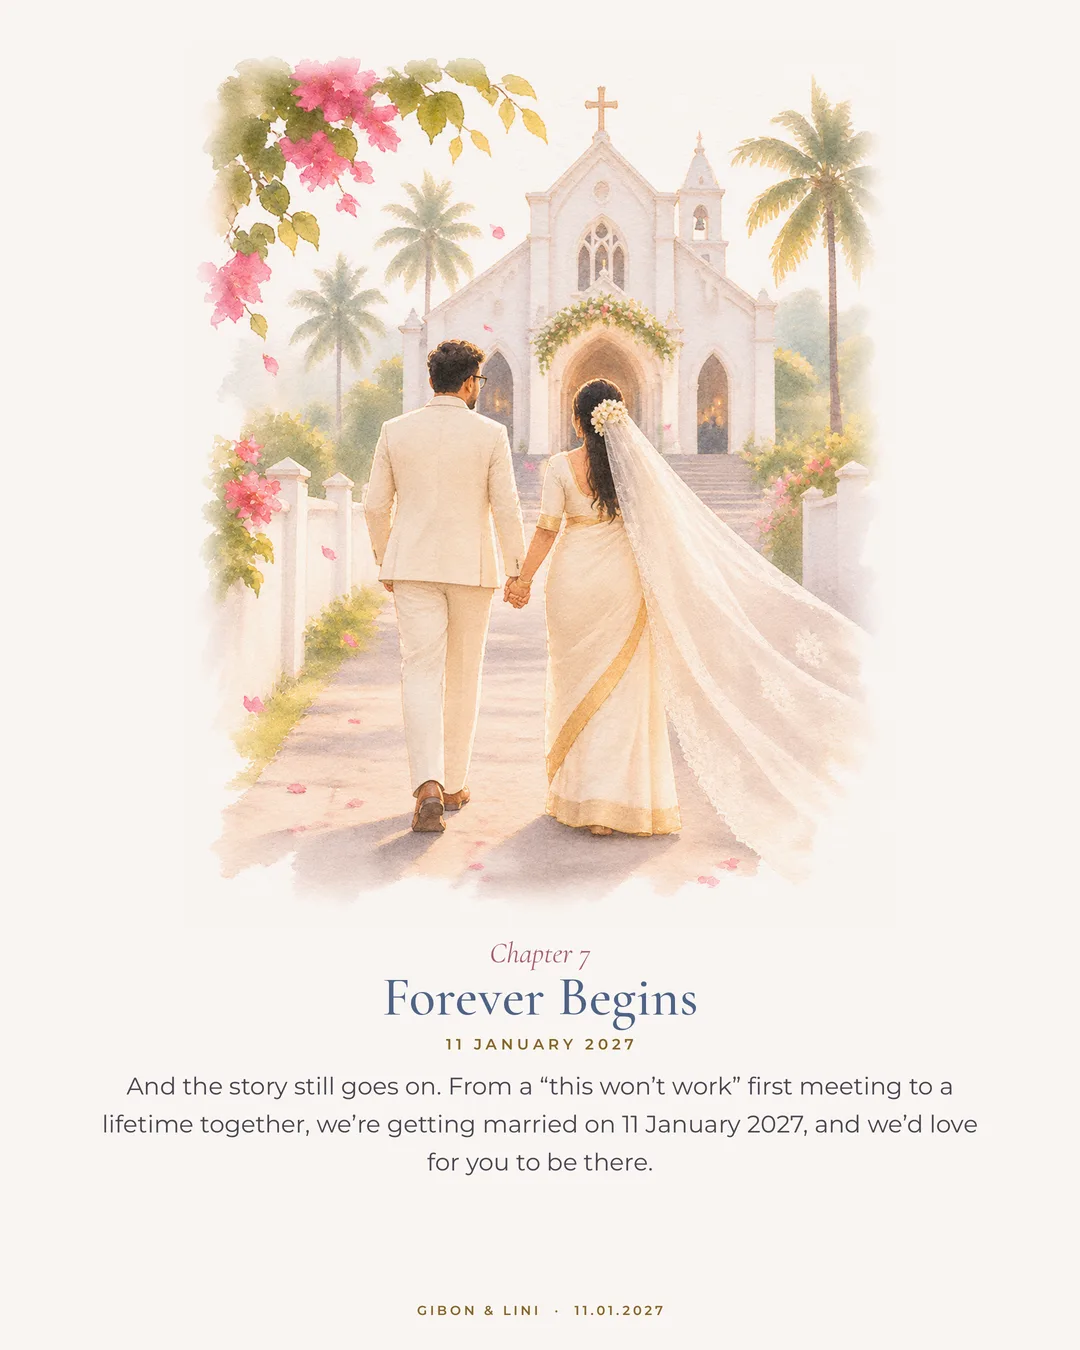 Chapter 7
Forever Begins
11 JANUARY 2027
And the story still goes on. From a “this won’t work” first meeting to a
lifetime together, we’re getting married on 11 January 2027, and we’d love
for you to be there.
GIBON & LINI · 11.01.2027